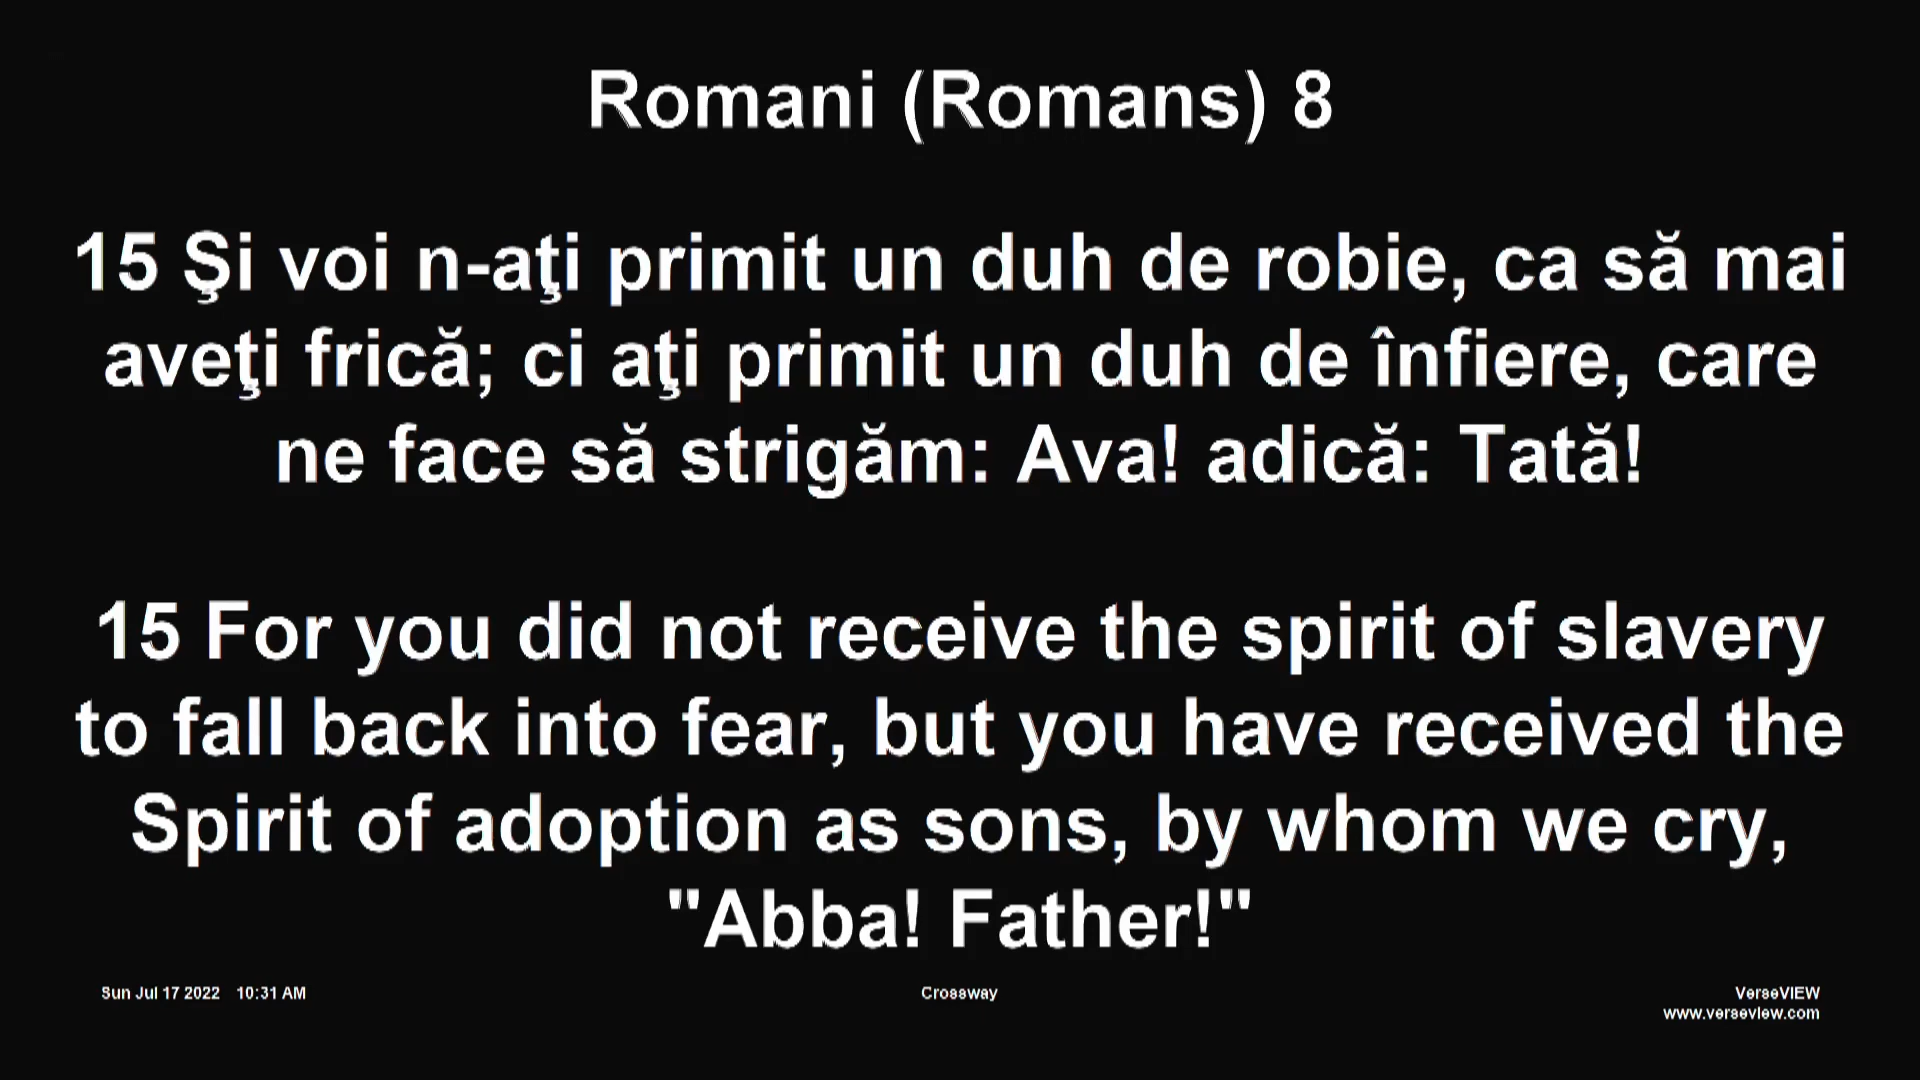 Romani (Romans) 8
15 Şi voi n-aţi primit un duh de robie, ca să mai
aveţi frică; ci aţi primit un duh de înfiere, care
ne face să strigăm: Ava! adică: Tată!
15 For you did not receive the spirit of slavery
to fall back into fear, but you have received the
Spirit of adoption as sons, by whom we cry,
"Abba! Father!"
Sun Jul 17 2022 10:31 AM
Crossway
VerseVIEW
www.verseview.com